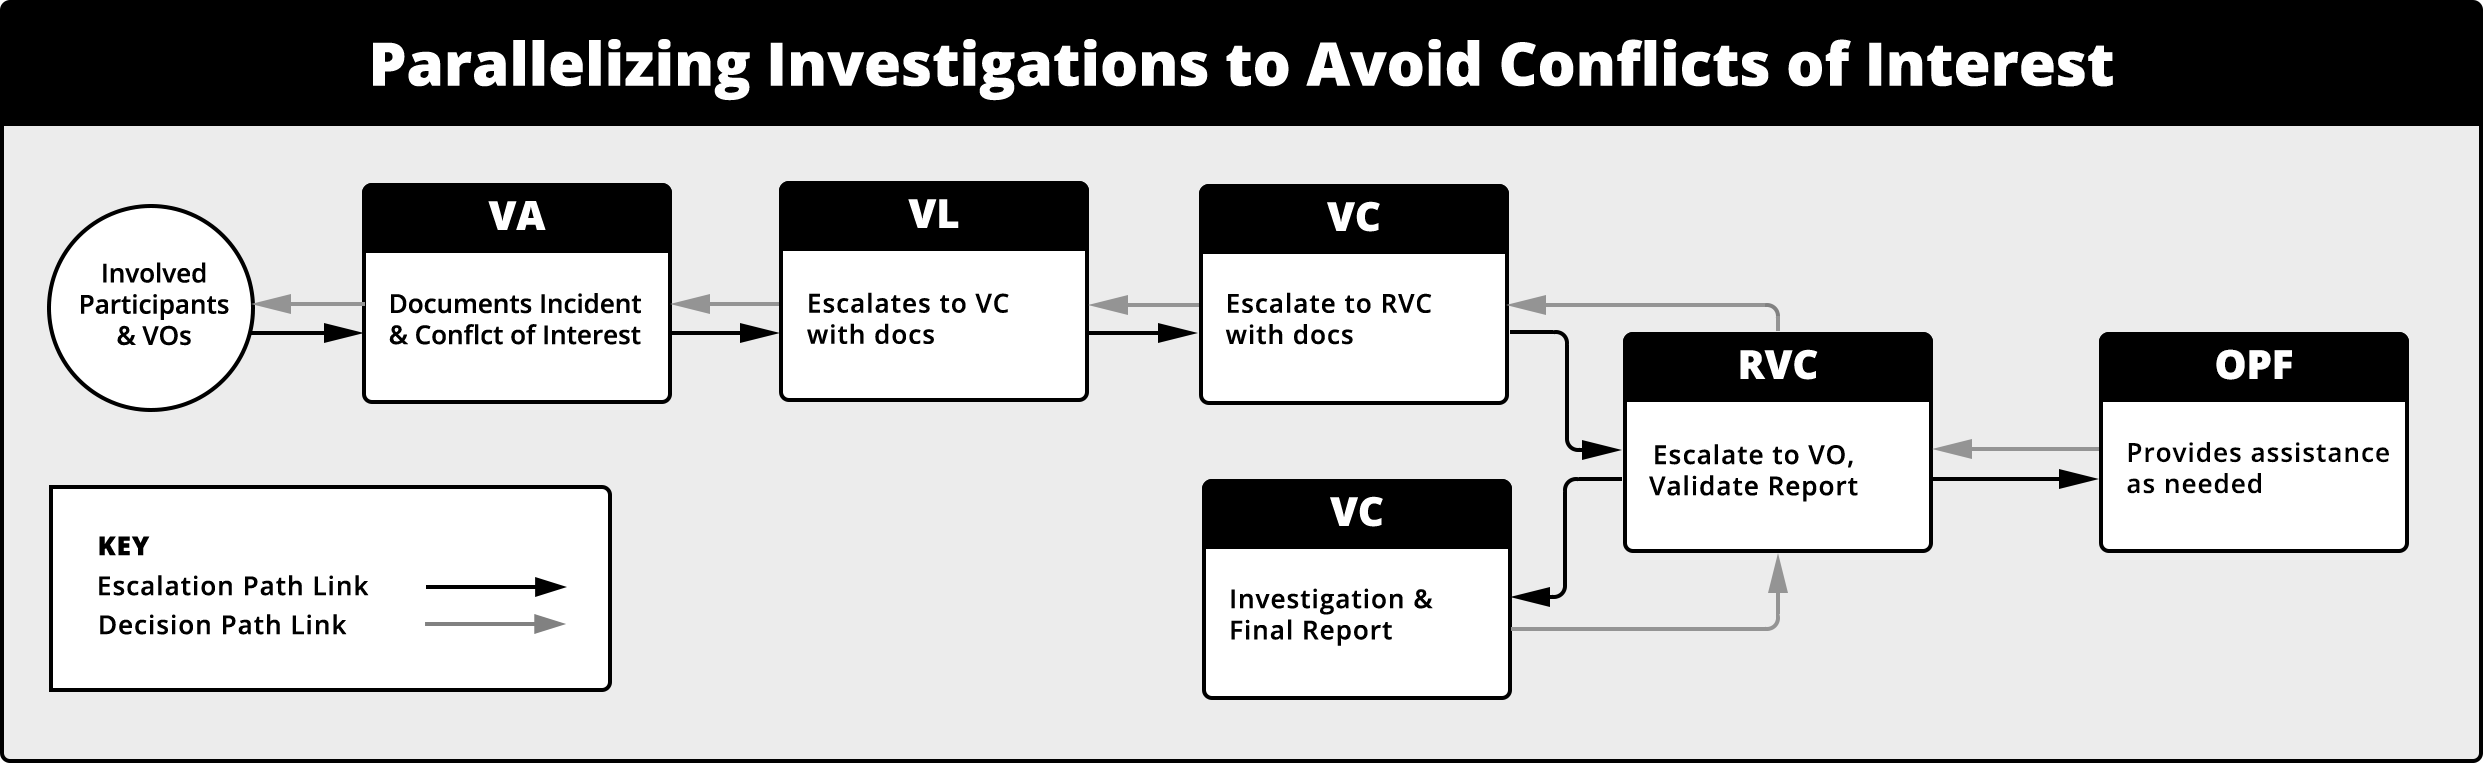 Parallelizing Investigations to Avoid Conflicts of Interest
Involved
Participants
& VOs
VA
Documents Incident
& Conflct of Interest
VL
Escalates to VC
with docs
VC
Escalate to RVC
with docs
RVC
Escalate to VO,
Validate Report
OPF
Provides assistance
as needed
VC
Investigation &
Final Report
KEY
Escalation Path Link
Decision Path Link